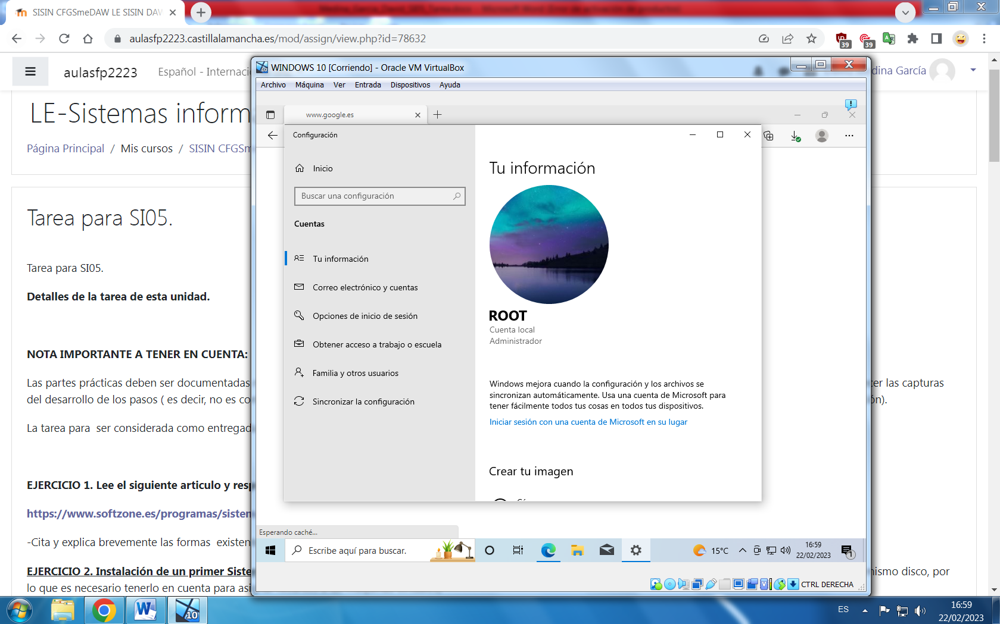 SISIN CFGSmeDAW LE SISIN DAW
aulasfp2223.castillalamancha.es/mod/assign/view.php?id=78632
39
39
aulasfp2223
Español - Internacio
dina García
LE-Sistemas inform
Página Principal / Mis cursos / SISIN CFGSm
Tarea para SI05.
Tarea para SI05.
Detalles de la tarea de esta unidad.
NOTA IMPORTANTE A TENER EN CUENTA:
Las partes prácticas deben ser documentadas
cer las capturas
del desarrollo de los pasos ( es decir, no es co
ón).
La tarea para ser considerada como entregad
EJERCICIO 1. Lee el siguiente articulo y resp
https://www.softzone.es/programas/sistem
-Cita y explica brevemente las formas existen
EJERCICIO 2. Instalación de un primer Siste
nismo disco, por
lo que es necesario tenerlo en cuenta para asi
WINDOWS 10 [Corriendo] - Oracle VM VirtualBox
Archivo Máquina Ver Entrada Dispositivos Ayuda
www.google.es
Configuración
Inicio
Buscar una configuración
Cuentas
Tu información
Correo electrónico y cuentas
Opciones de inicio de sesión
Obtener acceso a trabajo o escuela
Familia y otros usuarios
Sincronizar la configuración
Tu información
ROOT
Cuenta local
Administrador
Windows mejora cuando la configuración y los archivos se
sincronizan automáticamente. Usa una cuenta de Microsoft para
tener fácilmente todos tus cosas en todos tus dispositivos.
Iniciar sesión con una cuenta de Microsoft en su lugar
Crear tu imagen
Esperando caché...
Escribe aquí para buscar.
15°C
16:59
22/02/2023
1
CTRL DERECHA
10
ES
16:59
22/02/2023